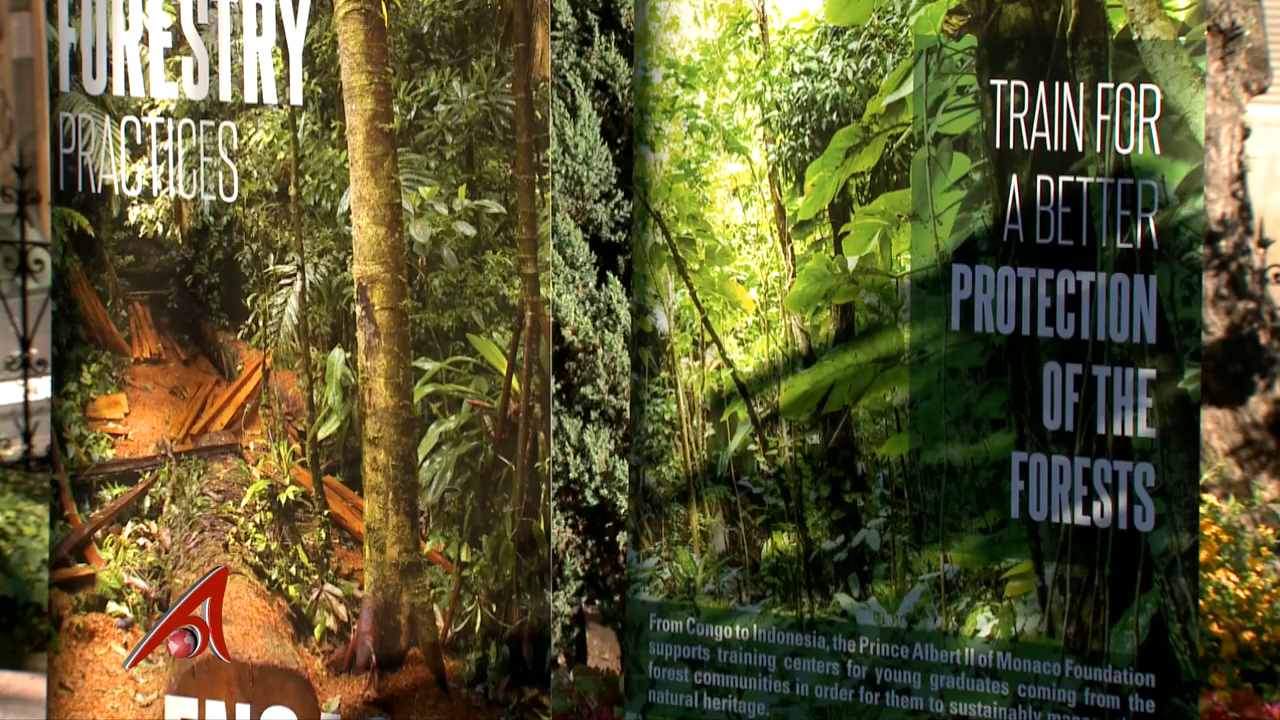 FORESTRY
PRACTICES
TRAIN FOR
A BETTER
PROTECTION
OF THE
FORESTS
From Congo to Indonesia, the Prince Albert II of Monaco Foundation
supports training centers for young graduates coming from the
forest communities in order for them to sustainably
natural heritage.